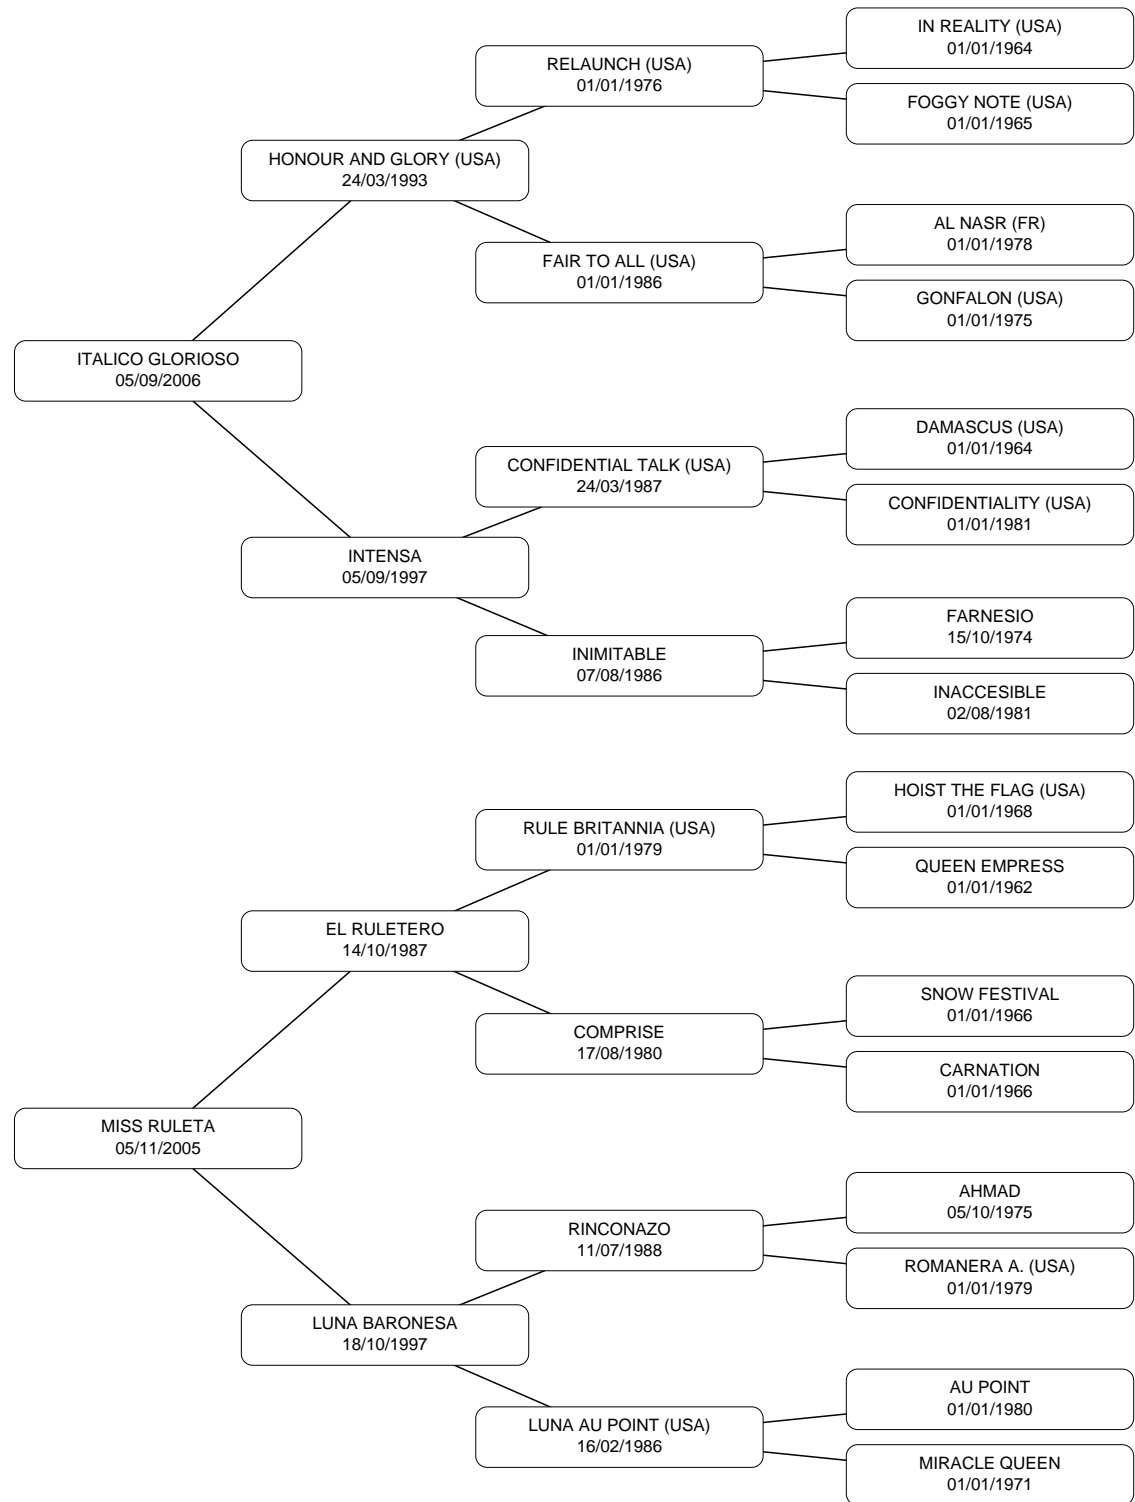 IN REALITY (USA)
01/01/1964
RELAUNCH (USA)
01/01/1976
FOGGY NOTE (USA)
01/01/1965
HONOUR AND GLORY (USA)
24/03/1993
AL NASR (FR)
01/01/1978
FAIR TO ALL (USA)
01/01/1986
GONFALON (USA)
01/01/1975
ITALICO GLORIOSO
05/09/2006
DAMASCUS (USA)
01/01/1964
CONFIDENTIAL TALK (USA)
24/03/1987
CONFIDENTIALITY (USA)
01/01/1981
INTENSA
05/09/1997
FARNESIO
15/10/1974
INIMITABLE
07/08/1986
INACCESIBLE
02/08/1981
HOIST THE FLAG (USA)
01/01/1968
RULE BRITANNIA (USA)
01/01/1979
QUEEN EMPRESS
01/01/1962
EL RULETERO
14/10/1987
SNOW FESTIVAL
01/01/1966
COMPRISE
17/08/1980
CARNATION
01/01/1966
MISS RULETA
05/11/2005
AHMAD
05/10/1975
RINCONAZO
11/07/1988
ROMANERA A. (USA)
01/01/1979
LUNA BARONESA
18/10/1997
AU POINT
01/01/1980
LUNA AU POINT (USA)
16/02/1986
MIRACLE QUEEN
01/01/1971